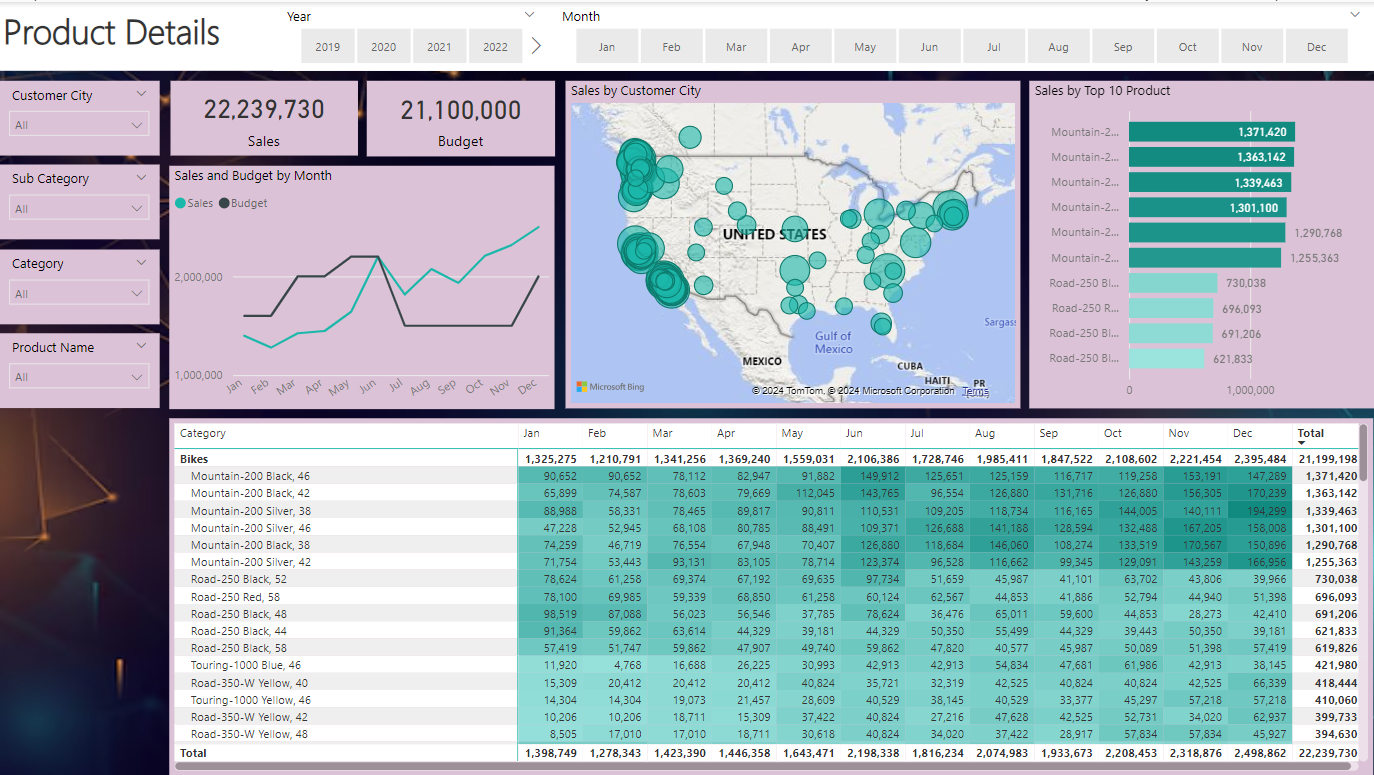 Product Details
Year
2019 2020 2021 2022
Month
Jan Feb Mar Apr May Jun Jul Aug Sep Oct Nov Dec
Customer City
All
Sub Category
All
Category
All
Product Name
All
22,239,730
Sales
21,100,000
Budget
Sales and Budget by Month
Sales Budget
2,000,000
1,000,000
Jan Feb Mar Apr May Jun Jul Aug Sep Oct Nov Dec
Sales by Customer City
UNITED STATES
Gulf of
Mexico
Sargass
MEXICO
CUBA
HAITI
PR
Microsoft Bing
© 2024 TomTom, © 2024 Microsoft Corporation Terms
Sales by Top 10 Product
Mountain-2... 1,371,420
Mountain-2... 1,363,142
Mountain-2... 1,339,463
Mountain-2... 1,301,100
Mountain-2... 1,290,768
Mountain-2... 1,255,363
Road-250 Bl... 730,038
Road-250 R... 696,093
Road-250 Bl... 691,206
Road-250 Bl... 621,833
0 1,000,000
Category Jan Feb Mar Apr May Jun Jul Aug Sep Oct Nov Dec Total
Bikes 1,325,275 1,210,791 1,341,256 1,369,240 1,559,031 2,106,386 1,728,746 1,985,411 1,847,522 2,108,602 2,221,454 2,395,484 21,199,198
Mountain-200 Black, 46 90,652 90,652 78,112 82,947 91,882 149,912 125,651 125,159 116,717 119,258 153,191 147,289 1,371,420
Mountain-200 Black, 42 65,899 74,587 78,603 79,669 112,045 143,765 96,554 126,880 131,716 126,880 156,305 170,239 1,363,142
Mountain-200 Silver, 38 88,988 58,331 78,465 89,817 90,811 110,531 109,205 118,734 116,165 144,005 140,111 194,299 1,339,463
Mountain-200 Silver, 46 47,228 52,945 68,108 80,785 88,491 109,371 126,688 141,188 128,594 132,488 167,205 158,008 1,301,100
Mountain-200 Black, 38 74,259 46,719 76,554 67,948 70,407 126,880 118,684 146,060 108,274 133,519 170,567 150,896 1,290,768
Mountain-200 Silver, 42 71,754 53,443 93,131 83,105 78,714 123,374 96,528 116,662 99,345 129,091 143,259 166,956 1,255,363
Road-250 Black, 52 78,624 61,258 69,374 67,192 69,635 97,734 51,659 45,987 41,101 63,702 43,806 39,966 730,038
Road-250 Red, 58 78,100 69,985 59,339 68,850 61,258 60,124 62,567 44,853 41,886 52,794 44,940 51,398 696,093
Road-250 Black, 48 98,519 87,088 56,023 56,546 37,785 78,624 36,476 65,011 59,600 44,853 28,273 42,410 691,206
Road-250 Black, 44 91,364 59,862 63,614 44,329 39,181 44,329 50,350 55,499 44,329 39,443 50,350 39,181 621,833
Road-250 Black, 58 57,419 51,747 59,862 47,907 49,740 59,862 47,820 40,577 45,987 50,089 51,398 57,419 619,826
Touring-1000 Blue, 46 11,920 4,768 16,688 26,225 30,993 42,913 42,913 54,834 47,681 61,986 42,913 38,145 421,980
Road-350-W Yellow, 40 15,309 20,412 20,412 20,412 40,824 35,721 32,319 42,525 40,824 40,824 42,525 66,339 418,444
Touring-1000 Yellow, 46 14,304 14,304 19,073 21,457 28,609 40,529 38,145 40,529 33,377 45,297 57,218 57,218 410,060
Road-350-W Yellow, 42 10,206 10,206 18,711 15,309 37,422 40,824 27,216 47,628 42,525 52,731 34,020 62,937 399,733
Road-350-W Yellow, 48 8,505 17,010 17,010 18,711 30,618 40,824 34,020 37,422 28,917 57,834 57,834 45,927 394,630
Total 1,398,749 1,278,343 1,423,390 1,446,358 1,643,471 2,198,338 1,816,234 2,074,983 1,933,673 2,208,453 2,318,876 2,498,862 22,239,730